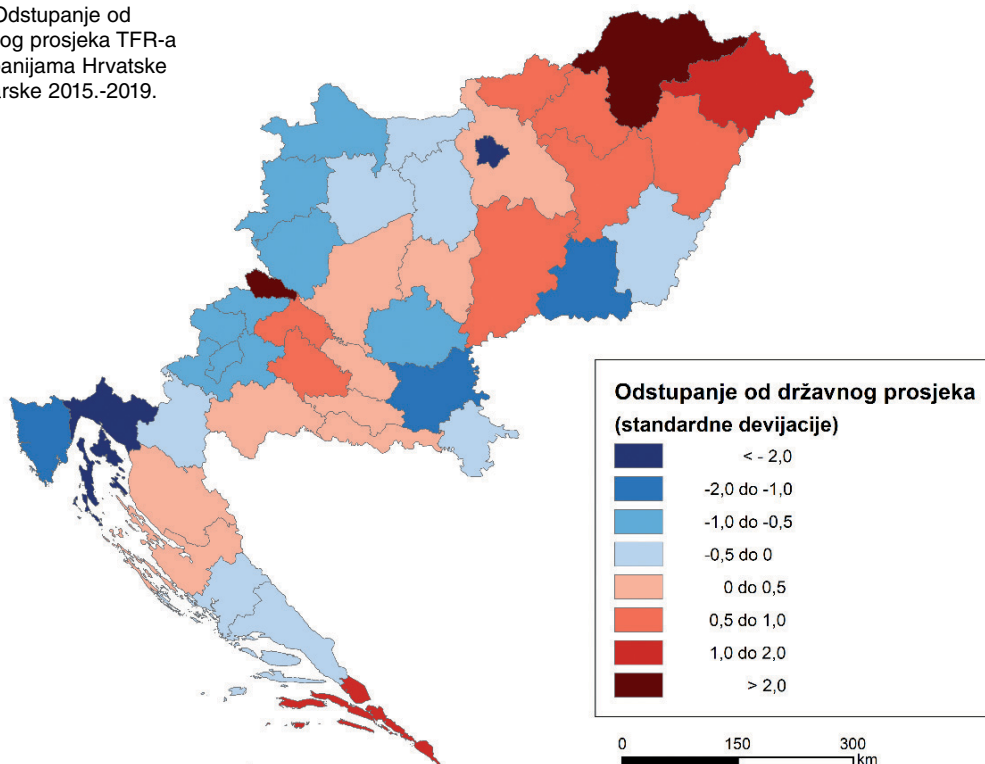 Odstupanje od
og prosjeka TFR-a
panijama Hrvatske
rske 2015.-2019.
Odstupanje od državnog prosjeka
(standardne devijacije)
< - 2,0
-2,0 do -1,0
-1,0 do -0,5
-0,5 do 0
0 do 0,5
0,5 do 1,0
1,0 do 2,0
> 2,0
0 150 300
km